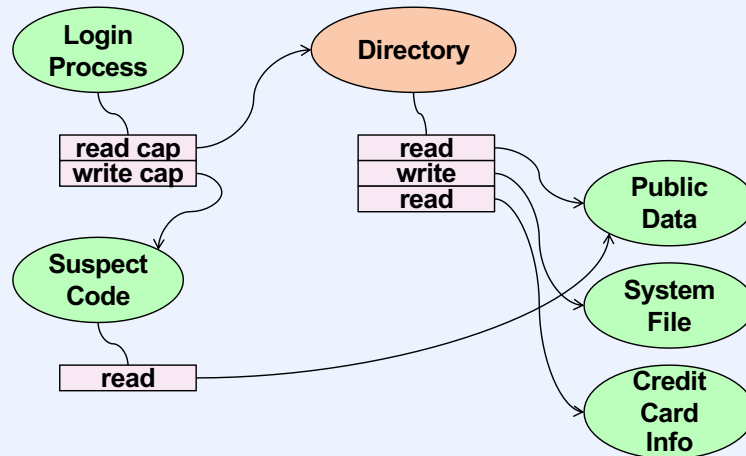 Login
Process
Directory
read cap
write cap
read
write
read
Public
Data
Suspect
Code
System
File
read
Credit
Card
Info